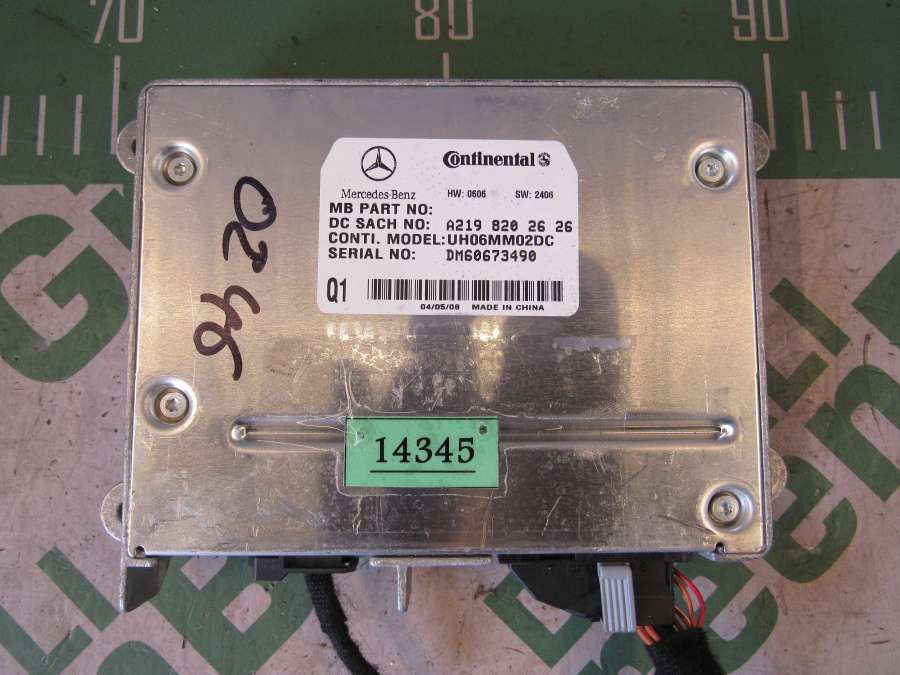 70 80 90
Continental
Mercedes-Benz HW: 0606 SW: 2406
MB PART NO:
DC SACH NO: A219 820 26 26
CONTI. MODEL:UH06MM02DC
SERIAL NO: DM60673490
Q1
04/05/08 MADE IN CHINA
14345